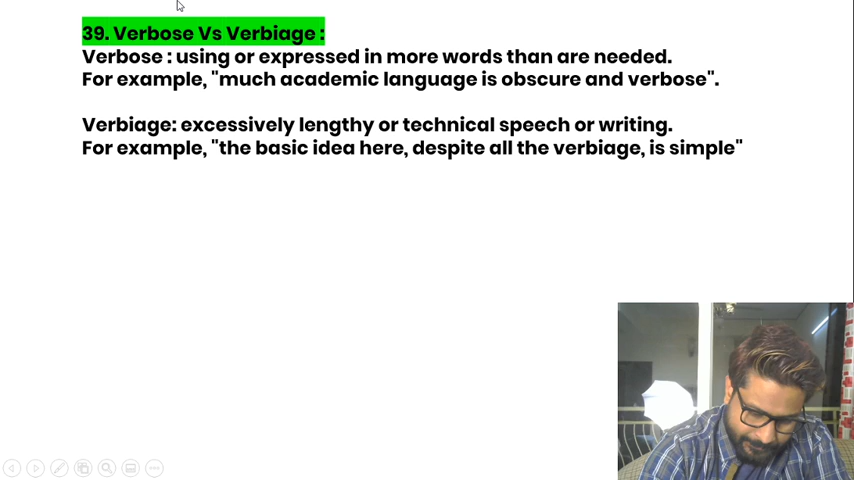 39. Verbose Vs Verbiage :
Verbose : using or expressed in more words than are needed.
For example, "much academic language is obscure and verbose".
Verbiage: excessively lengthy or technical speech or writing.
For example, "the basic idea here, despite all the verbiage, is simple"